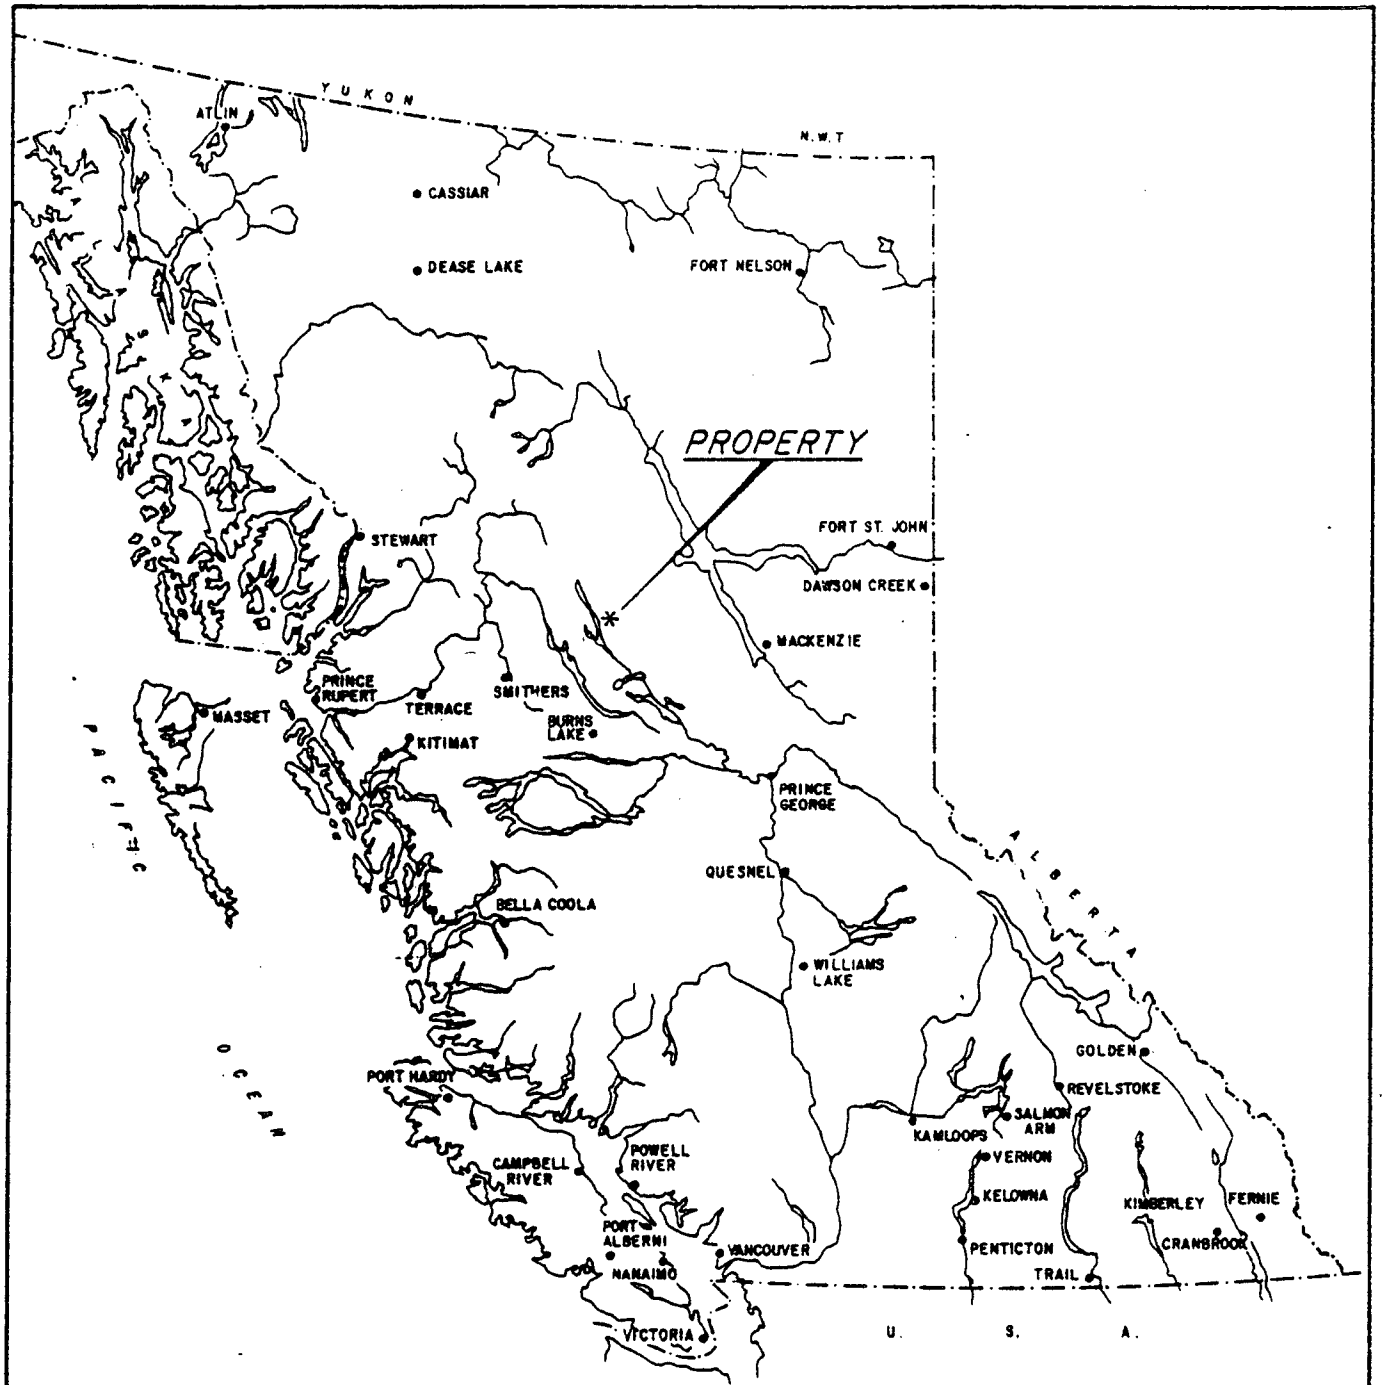 YUKON
ATLIN
N.W.T
CASSIAR
DEASE LAKE
FORT NELSON
ALASKA
PROPERTY
STEWART
FORT ST. JOHN
DAWSON CREEK
*
MACKENZIE
PRINCE
RUPERT
SMITHERS
TERRACE
MASSET
BURNS
LAKE
KITIMAT
PACIFIC
PRINCE
GEORGE
ALBERTA
QUESNEL
BELLA COOLA
WILLIAMS
LAKE
OCEAN
GOLDEN
PORT HARDY
REVELSTOKE
SALMON
ARM
KAMLOOPS
POWELL
RIVER
VERNON
CAMPBELL
RIVER
KELOWNA
KIMBERLEY
FERNIE
PORT
ALBERNI
VANCOUVER
PENTICTON
CRANBROOK
NANAIMO
TRAIL
VICTORIA
U. S. A.